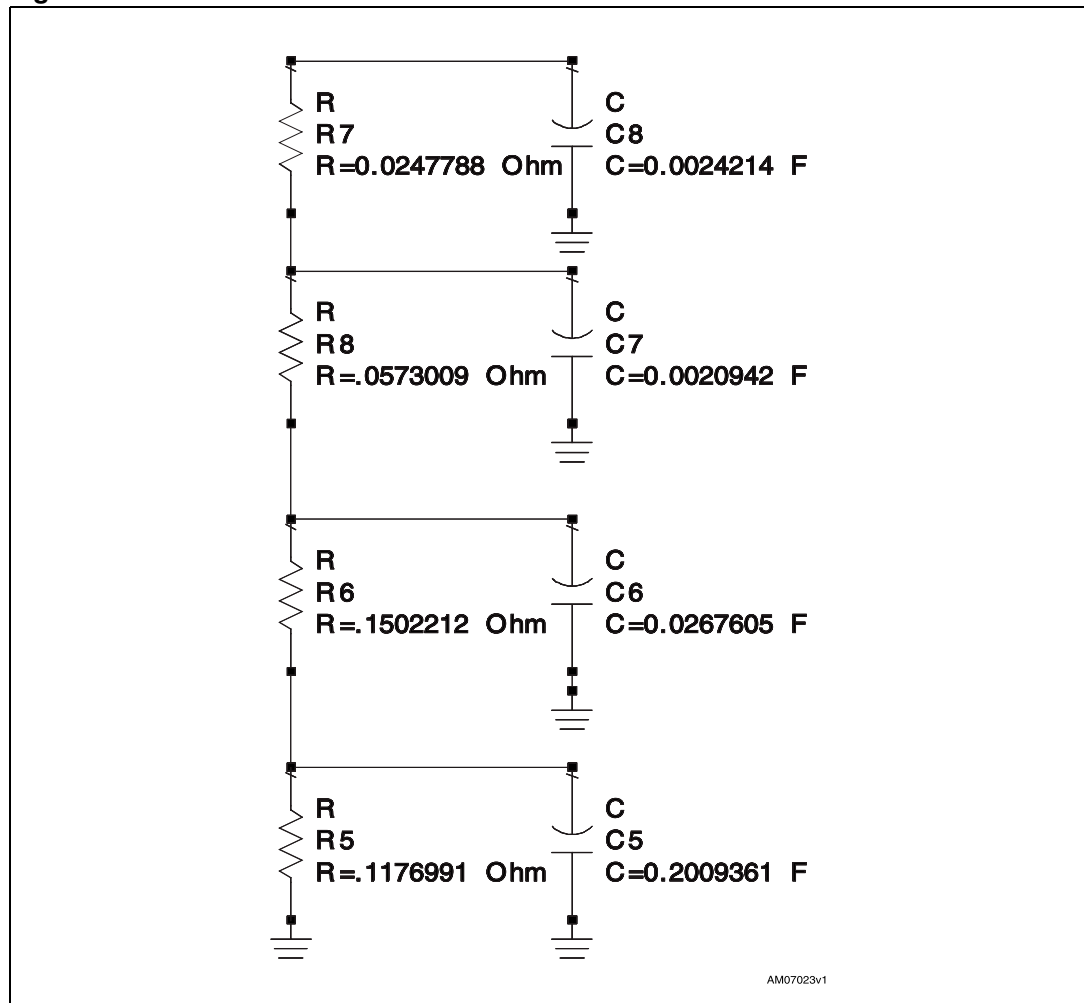 R
R7
R=0.0247788 Ohm
C
C8
C=0.0024214 F
R
R8
R=.0573009 Ohm
C
C7
C=0.0020942 F
R
R6
R=.1502212 Ohm
C
C6
C=0.0267605 F
R
R5
R=.1176991 Ohm
C
C5
C=0.2009361 F
AM07023v1